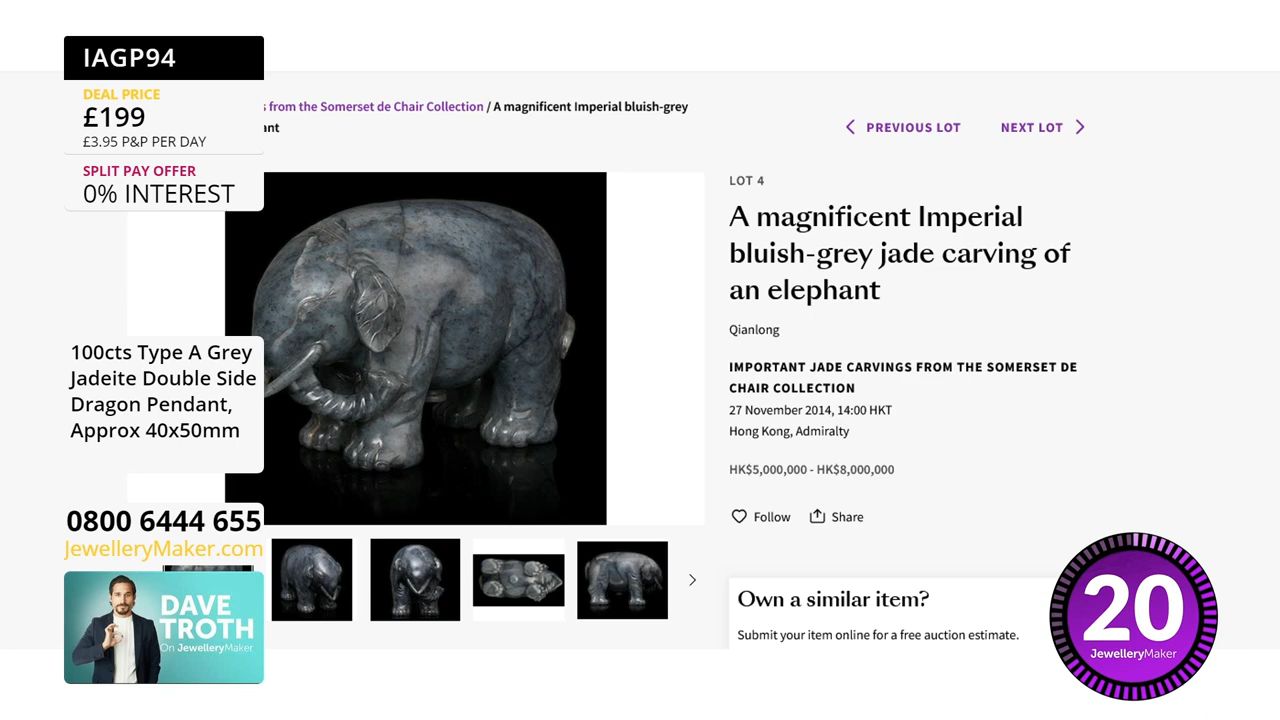 IAGP94
DEAL PRICE
£199
£3.95 P&P PER DAY
SPLIT PAY OFFER
0% INTEREST
from the Somerset de Chair Collection / A magnificent Imperial bluish-grey
PREVIOUS LOT
NEXT LOT
LOT 4
A magnificent Imperial
bluish-grey jade carving of
an elephant
Qianlong
IMPORTANT JADE CARVINGS FROM THE SOMERSET DE
CHAIR COLLECTION
27 November 2014, 14:00 HKT
Hong Kong, Admiralty
HK$5,000,000 - HK$8,000,000
Follow
Share
100cts Type A Grey
Jadeite Double Side
Dragon Pendant,
Approx 40x50mm
0800 6444 655
JewelleryMaker.com
DAVE
TROTH
On JewelleryMaker
Own a similar item?
Submit your item online for a free auction estimate.
20
JewelleryMaker